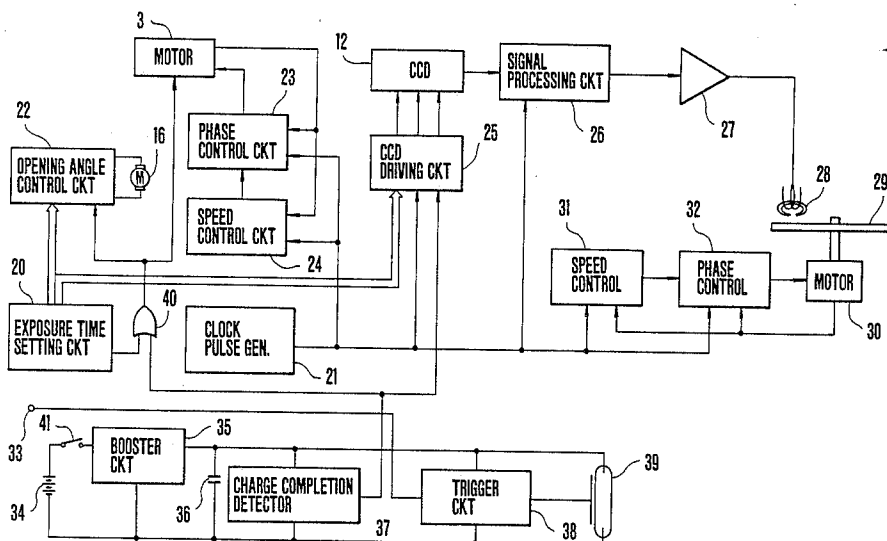 3
MOTOR
12
CCD
SIGNAL
PROCESSING CKT
26
27
22
OPENING ANGLE
CONTROL CKT
16
M
23
PHASE
CONTROL CKT
25
CCD
DRIVING CKT
28
29
SPEED
CONTROL CKT
24
31
SPEED
CONTROL
32
PHASE
CONTROL
MOTOR
30
20
EXPOSURE TIME
SETTING CKT
40
CLOCK
PULSE GEN.
21
33
41
34
35
BOOSTER
CKT
36
CHARGE COMPLETION
DETECTOR
37
TRIGGER
CKT
38
39